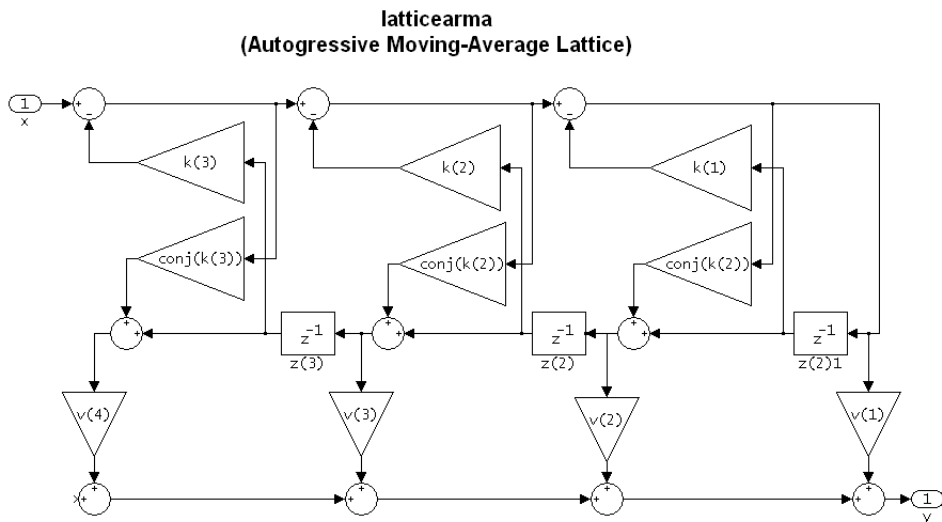 latticearma
(Autogressive Moving-Average Lattice)
1
x
+
-
+
-
+
-
k(3)
k(2)
k(1)
conj(k(3))
conj(k(2))
conj(k(2))
+
+
+
+
+
+
z-1
z-1
z-1
z(3)
z(2)
z(2)1
v(4)
v(3)
v(2)
v(1)
+
+
+
+
+
+
+
+
1
y